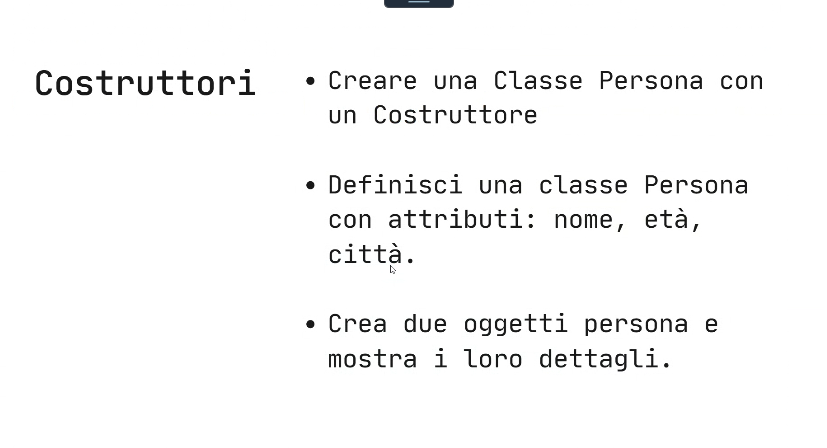 Costruttori
• Creare una Classe Persona con
un Costruttore
• Definisci una classe Persona
con attributi: nome, età,
città.
• Crea due oggetti persona e
mostra i loro dettagli.